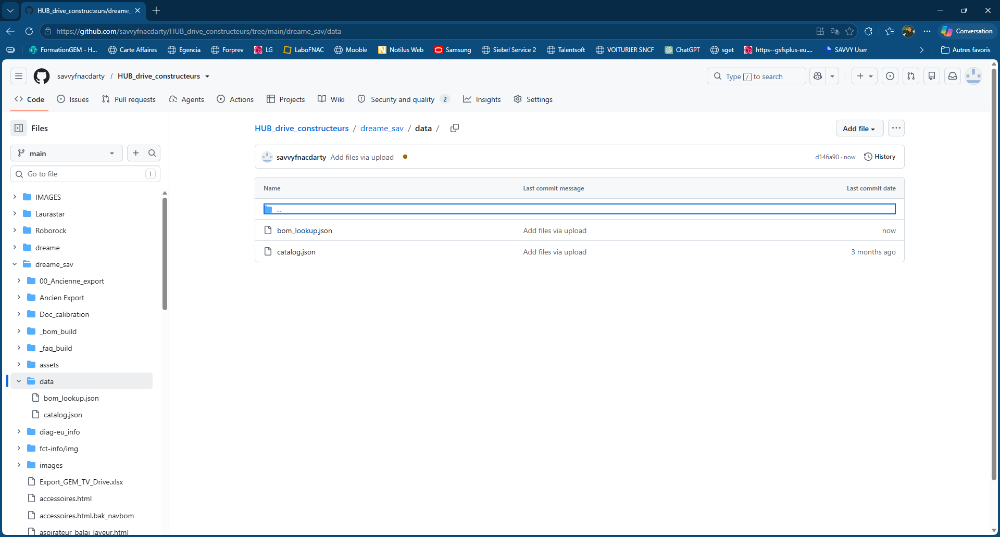 HUB_drive_constructeurs/dreame_
https://github.com/savvyfnacdarty/HUB_drive_constructeurs/tree/main/dreame_sav/data
Conversation
FormationGEM - H...
Carte Affaires
Egencia
Forprev
LG
LaboFNAC
Mooble
Notilus Web
Samsung
Siebel Service 2
Talentsoft
VOITURIER SNCF
ChatGPT
sget
https--gsfsplus-eu....
SAVVY User
Autres favoris
savvyfnacdarty / HUB_drive_constructeurs
Type / to search
Code
Issues
Pull requests
Agents
Actions
Projects
Wiki
Security and quality 2
Insights
Settings
Files
main
Go to file T
IMAGES
Laurastar
Roborock
dreame
dreame_sav
00_Ancienne_export
Ancien Export
Doc_calibration
_bom_build
_faq_build
assets
data
bom_lookup.json
catalog.json
diag-eu_info
fct-info/img
images
Export_GEM_TV_Drive.xlsx
accessoires.html
accessoires.html.bak_navbom
aspirateur_balai_laveur.html
HUB_drive_constructeurs / dreame_sav / data /
Add file
savvyfnacdarty Add files via upload
d146a90 · now
History
Name Last commit message Last commit date
..
bom_lookup.json Add files via upload now
catalog.json Add files via upload 3 months ago